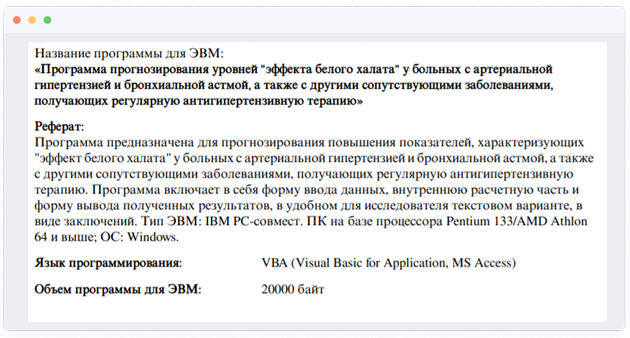 Название программы для ЭВМ:
«Программа прогнозирования уровней "эффекта белого халата" у больных с артериальной
гипертензией и бронхиальной астмой, а также с другими сопутствующими заболеваниями,
получающих регулярную антигипертензивную терапию»
Реферат:
Программа предназначена для прогнозирования повышения показателей, характеризующих
"эффект белого халата" у больных с артериальной гипертензией и бронхиальной астмой, а также
с другими сопутствующими заболеваниями, получающих регулярную антигипертензивную
терапию. Программа включает в себя форму ввода данных, внутреннюю расчетную часть и
форму вывода полученных результатов, в удобном для исследователя текстовом варианте, в
виде заключений. Тип ЭВМ: IBM PC-совмест. ПК на базе процессора Pentium 133/AMD Athlon
64 и выше; ОС: Windows.
Язык программирования: VBA (Visual Basic for Application, MS Access)
Объем программы для ЭВМ: 20000 байт